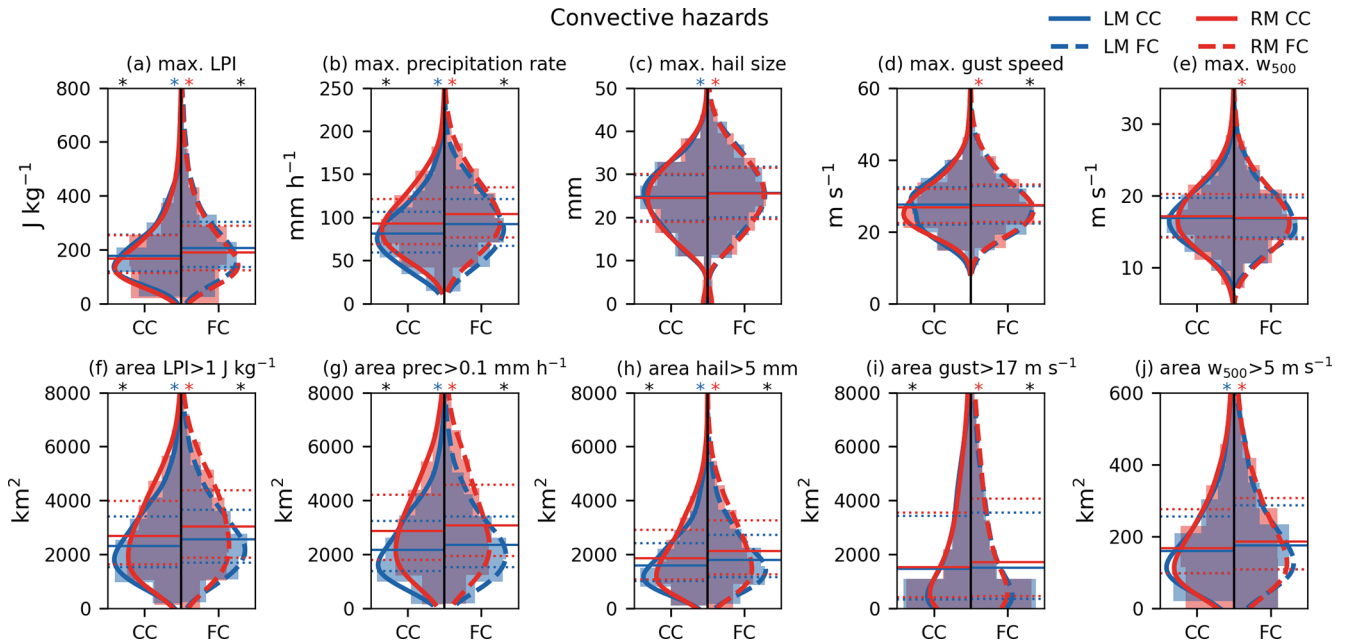 Convective hazards
LM CC
RM CC
LM FC
RM FC
(a) max. LPI
(b) max. precipitation rate
(c) max. hail size
(d) max. gust speed
(e) max. w₅₀₀
* * * *
* * * *
* *
* *
*
800
600
400
200
0
J kg⁻¹
CC FC
250
200
150
100
50
0
mm h⁻¹
CC FC
50
40
30
20
10
0
mm
CC FC
60
40
20
0
m s⁻¹
CC FC
30
20
10
m s⁻¹
CC FC
(f) area LPI>1 J kg⁻¹
(g) area prec>0.1 mm h⁻¹
(h) area hail>5 mm
(i) area gust>17 m s⁻¹
(j) area w₅₀₀>5 m s⁻¹
* * * *
* * * *
* * * *
* * *
* *
8000
6000
4000
2000
0
km²
CC FC
8000
6000
4000
2000
0
km²
CC FC
8000
6000
4000
2000
0
km²
CC FC
8000
6000
4000
2000
0
km²
CC FC
600
400
200
0
km²
CC FC